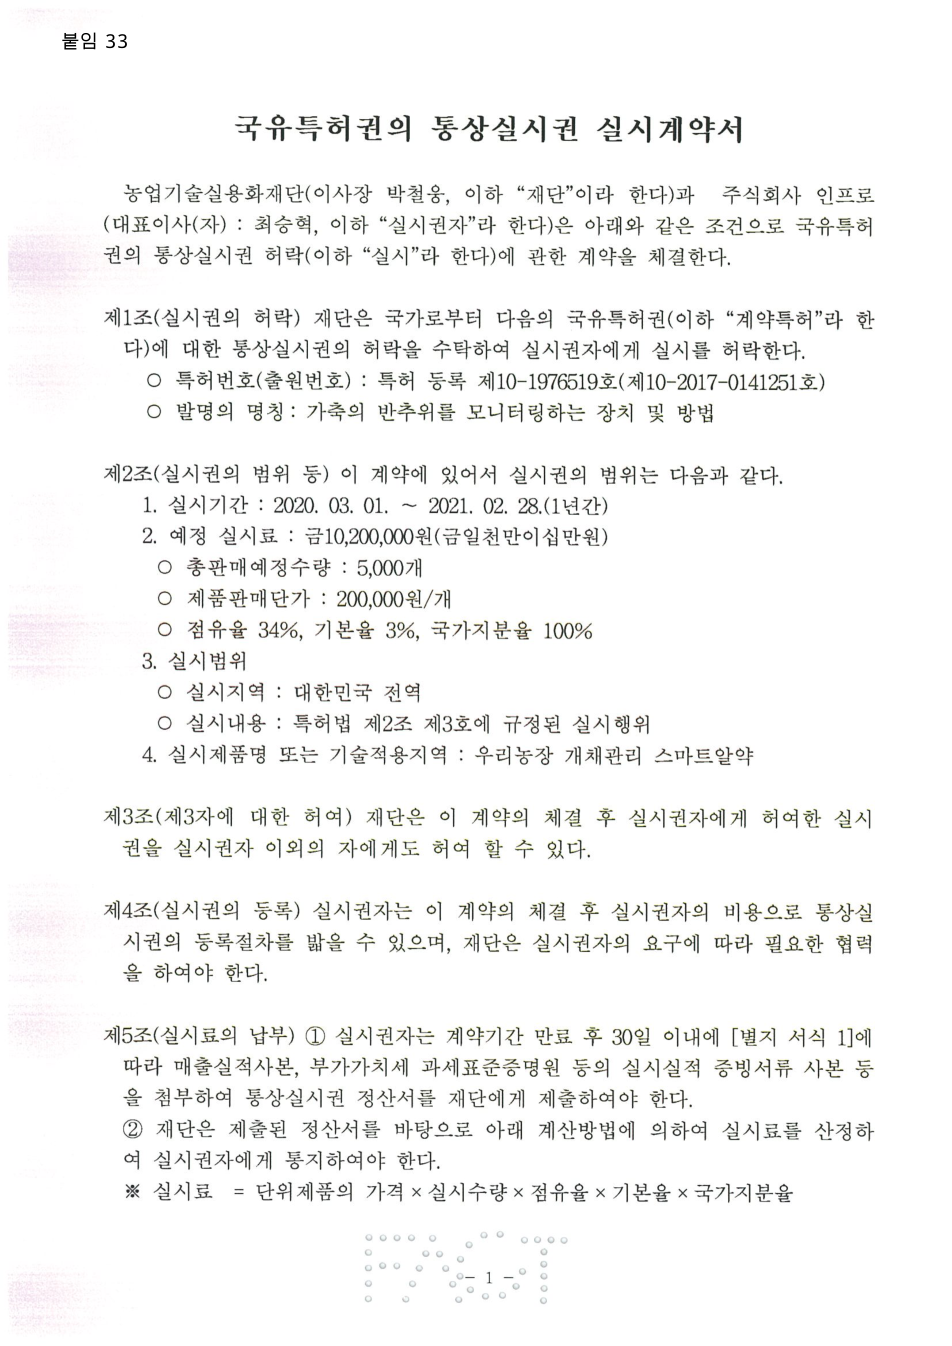 붙임 33
국유특허권의 통상실시권 실시계약서
농업기술실용화재단(이사장 박철웅, 이하 “재단”이라 한다)과 주식회사 인프로
(대표이사(자) : 최승혁, 이하 “실시권자”라 한다)은 아래와 같은 조건으로 국유특허
권의 통상실시권 허락(이하 “실시”라 한다)에 관한 계약을 체결한다.
제1조(실시권의 허락) 재단은 국가로부터 다음의 국유특허권(이하 “계약특허”라 한
다)에 대한 통상실시권의 허락을 수탁하여 실시권자에게 실시를 허락한다.
○ 특허번호(출원번호) : 특허 등록 제10-1976519호(제10-2017-0141251호)
○ 발명의 명칭: 가축의 반추위를 모니터링하는 장치 및 방법
제2조(실시권의 범위 등) 이 계약에 있어서 실시권의 범위는 다음과 같다.
1. 실시기간 : 2020. 03. 01. ~ 2021. 02. 28.(1년간)
2. 예정 실시료 : 금10,200,000원(금일천만이십만원)
○ 총판매예정수량 : 5,000개
○ 제품판매단가 : 200,000원/개
○ 점유율 34%, 기본율 3%, 국가지분율 100%
3. 실시범위
○ 실시지역 : 대한민국 전역
○ 실시내용 : 특허법 제2조 제3호에 규정된 실시행위
4. 실시제품명 또는 기술적용지역 : 우리농장 개채관리 스마트알약
제3조(제3자에 대한 허여) 재단은 이 계약의 체결 후 실시권자에게 허여한 실시
권을 실시권자 이외의 자에게도 허여 할 수 있다.
제4조(실시권의 등록) 실시권자는 이 계약의 체결 후 실시권자의 비용으로 통상실
시권의 등록절차를 밟을 수 있으며, 재단은 실시권자의 요구에 따라 필요한 협력
을 하여야 한다.
제5조(실시료의 납부) ① 실시권자는 계약기간 만료 후 30일 이내에 [별지 서식 1]에
따라 매출실적사본, 부가가치세 과세표준증명원 등의 실시실적 증빙서류 사본 등
을 첨부하여 통상실시권 정산서를 재단에게 제출하여야 한다.
② 재단은 제출된 정산서를 바탕으로 아래 계산방법에 의하여 실시료를 산정하
여 실시권자에게 통지하여야 한다.
※ 실시료 = 단위제품의 가격 × 실시수량 × 점유율 × 기본율 × 국가지분율
FACT
- 1 -